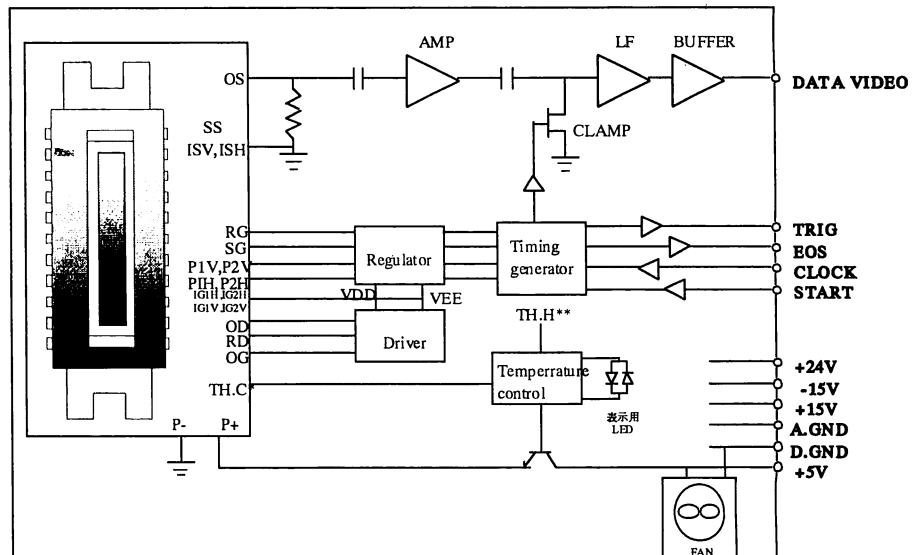 AMP
LF
BUFFER
OS
DATA VIDEO
SS
ISV,ISH
CLAMP
RG
SG
P1V,P2V
PIH, P2H
IG1H,IG2H
IG1V,IG2V
OD
RD
OG
TH.C*
P-
P+
Regulator
VDD
VEE
Driver
Timing
generator
TRIG
EOS
CLOCK
START
TH.H**
Temperrature
control
表示用
LED
+24V
-15V
+15V
A.GND
D.GND
+5V
FAN